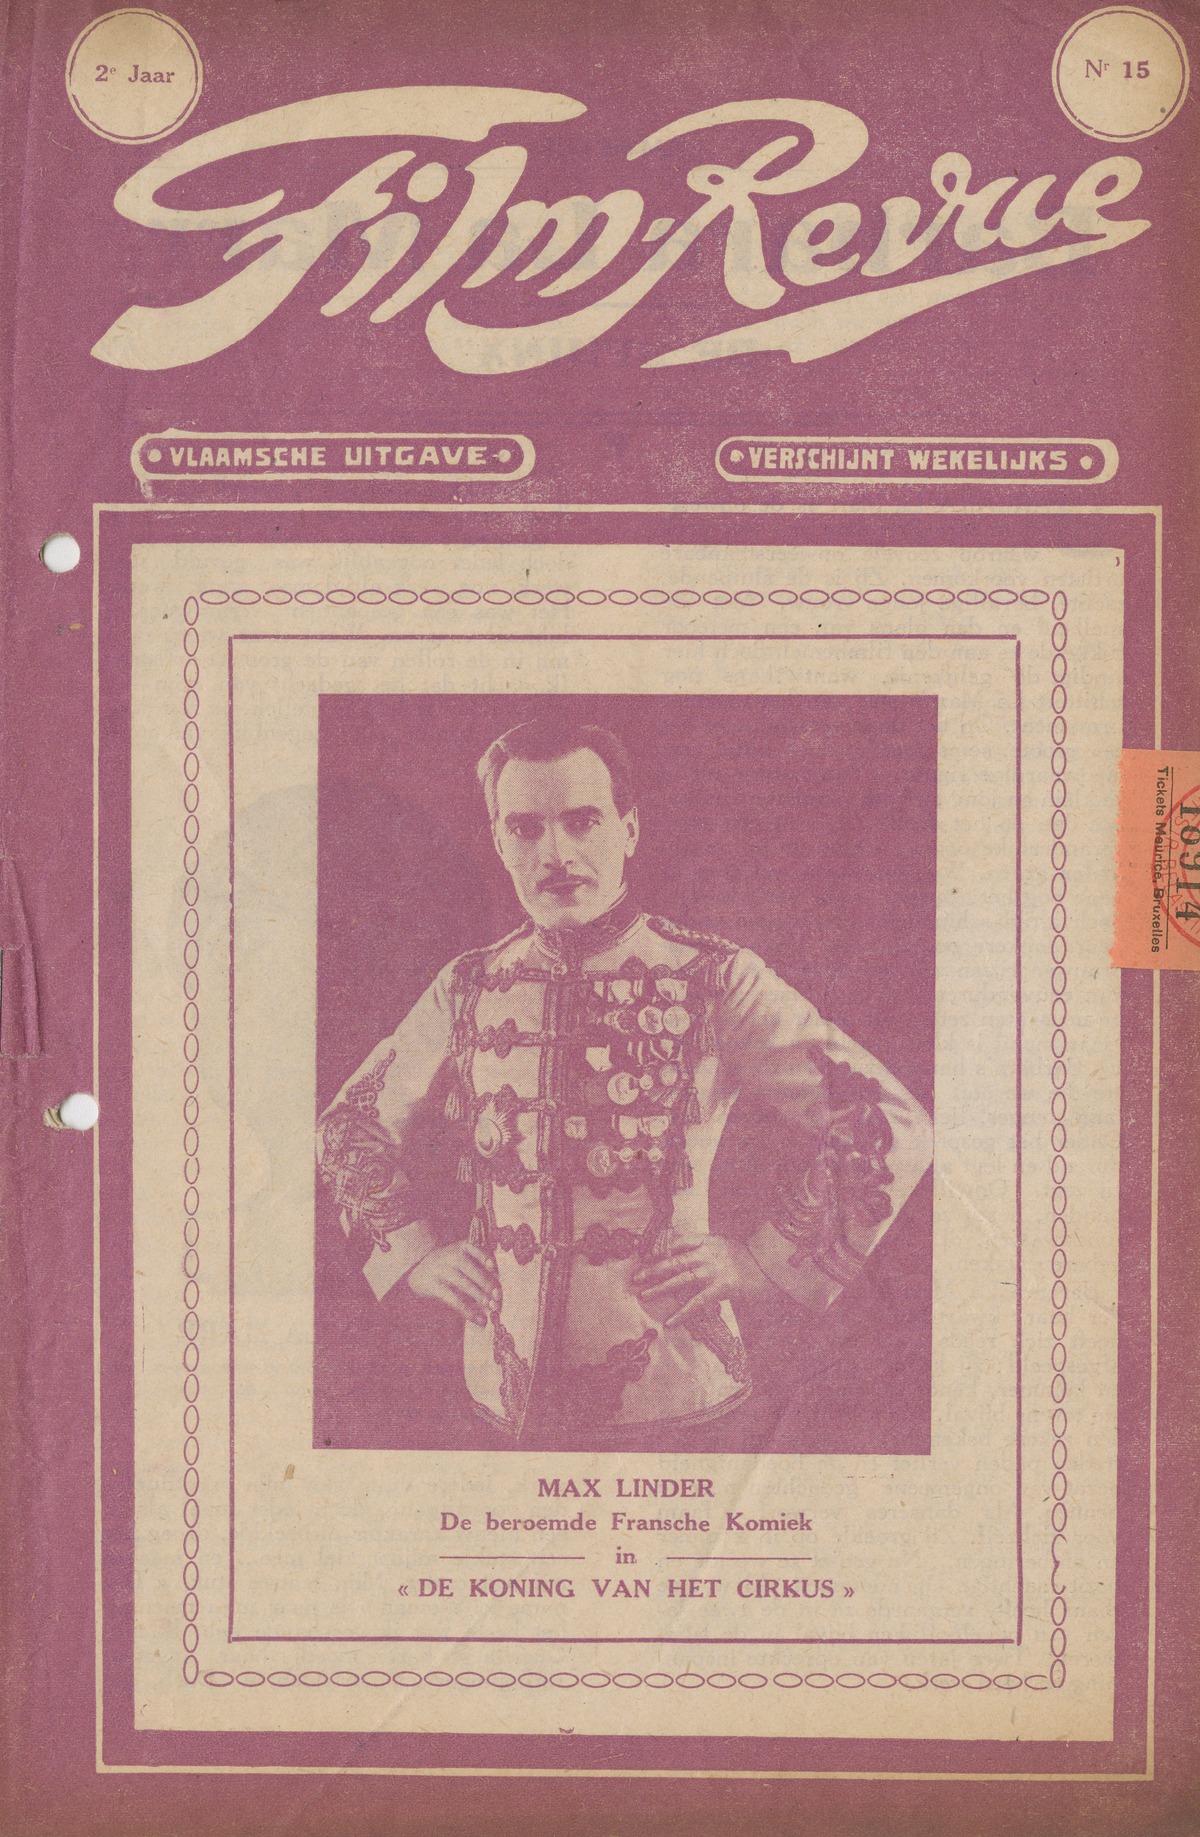 2e Jaar
Nr 15
Film-Revue
VLAAMSCHE UITGAVE
VERSCHIJNT WEKELIJKS
Tickets Maurice, Bruxelles
18914
MAX LINDER
De beroemde Fransche Komiek
in
« DE KONING VAN HET CIRKUS »